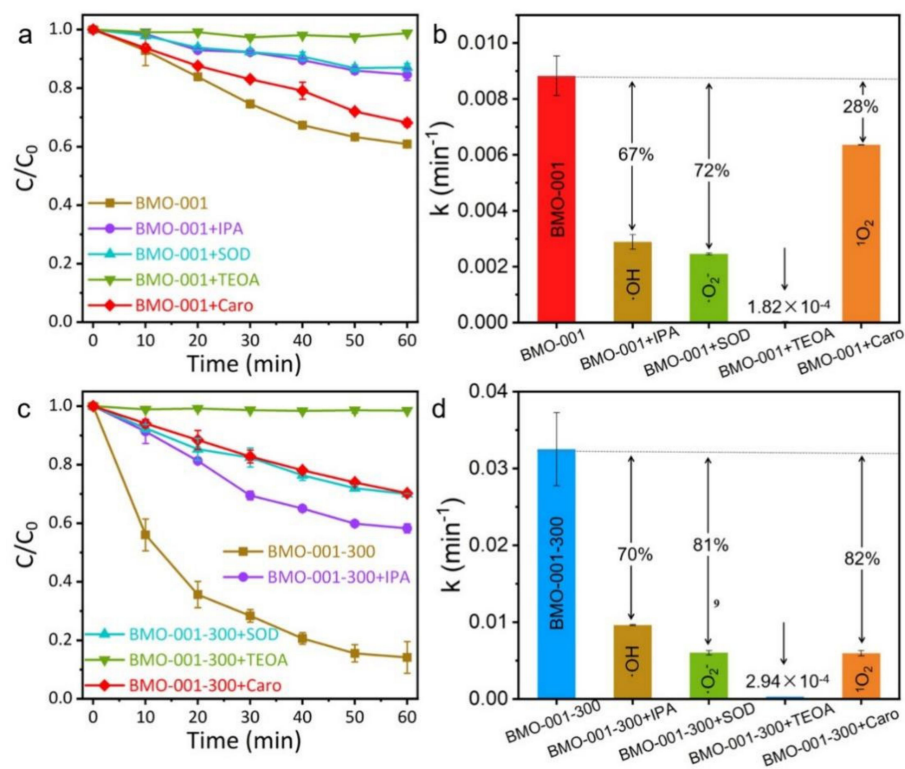 a
1.0
0.8
0.6
0.4
0.2
0.0
C/C₀
BMO-001
BMO-001+IPA
BMO-001+SOD
BMO-001+TEOA
BMO-001+Caro
0 10 20 30 40 50 60
Time (min)
b
0.010
0.008
0.006
0.004
0.002
0.000
k (min⁻¹)
BMO-001
67%
72%
28%
·OH
·O₂⁻
1.82×10⁻⁴
¹O₂
BMO-001 BMO-001+IPA BMO-001+SOD BMO-001+TEOA BMO-001+Caro
c
1.0
0.8
0.6
0.4
0.2
0.0
C/C₀
BMO-001-300
BMO-001-300+IPA
BMO-001-300+SOD
BMO-001-300+TEOA
BMO-001-300+Caro
0 10 20 30 40 50 60
Time (min)
d
0.04
0.03
0.02
0.01
0.00
k (min⁻¹)
BMO-001-300
70%
81%
82%
9
·OH
·O₂⁻
2.94×10⁻⁴
¹O₂
BMO-001-300 BMO-001-300+IPA BMO-001-300+SOD BMO-001-300+TEOA BMO-001-300+Caro